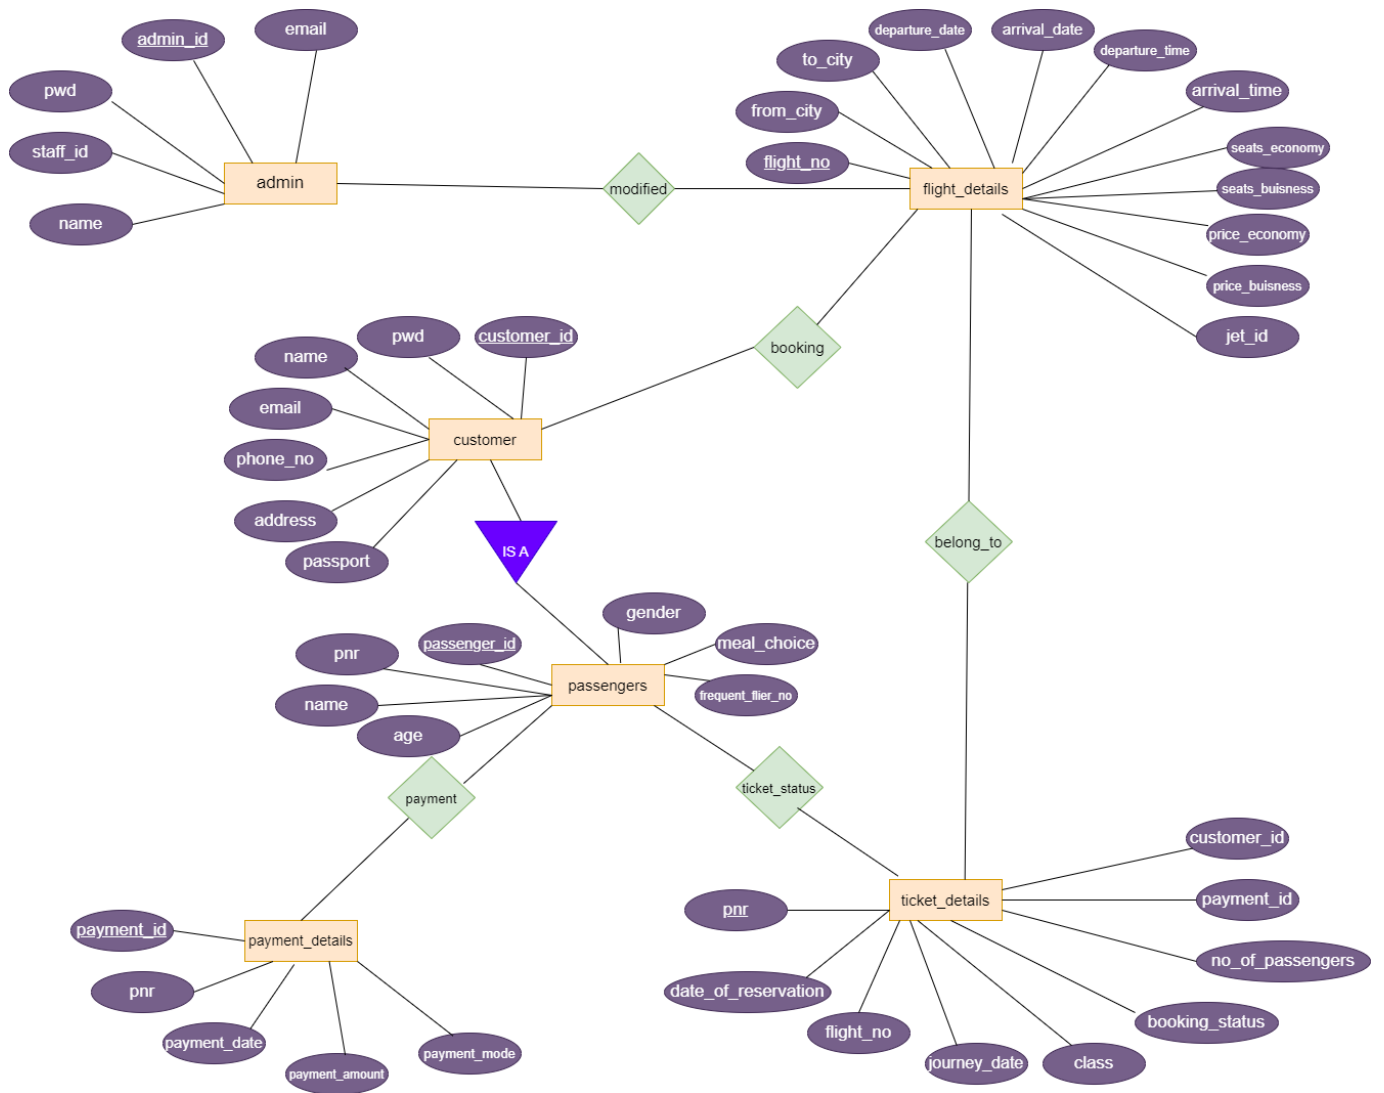 email
admin_id
pwd
staff_id
name
admin
modified
departure_date
arrival_date
departure_time
to_city
arrival_time
from_city
flight_no
seats_economy
seats_buisness
flight_details
price_economy
price_buisness
jet_id
booking
customer_id
pwd
name
email
phone_no
address
passport
customer
IS A
belong_to
gender
passenger_id
meal_choice
pnr
frequent_flier_no
name
age
passengers
payment
ticket_status
customer_id
payment_id
ticket_details
pnr
no_of_passengers
date_of_reservation
booking_status
flight_no
journey_date
class
payment_id
payment_details
pnr
payment_date
payment_amount
payment_mode